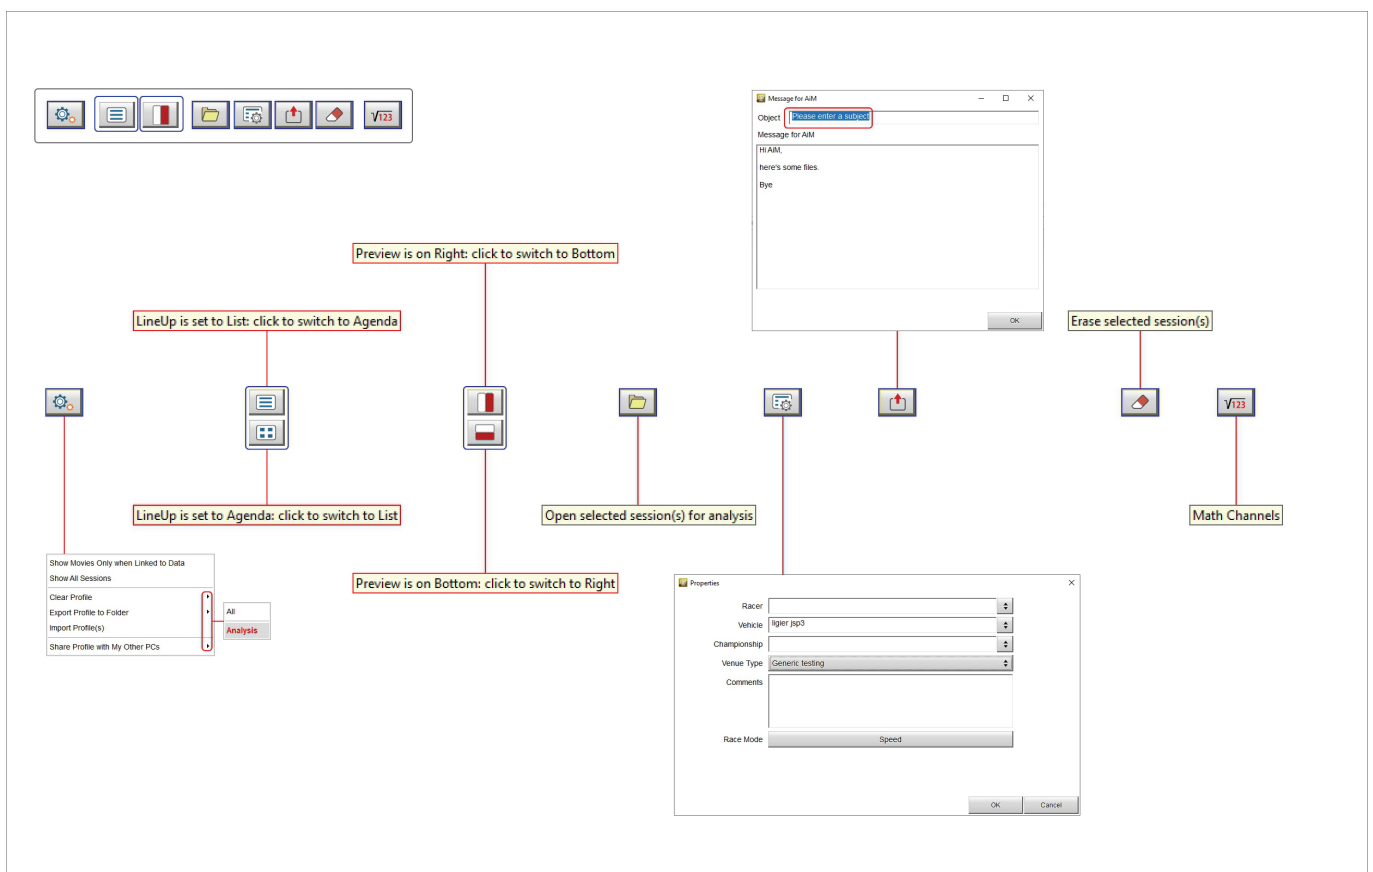 √123
Message for AiM
Object Please enter a subject
Message for AiM
Hi AiM,
here's some files.
Bye
OK
Preview is on Right: click to switch to Bottom
LineUp is set to List: click to switch to Agenda
Erase selected session(s)
√123
LineUp is set to Agenda: click to switch to List
Open selected session(s) for analysis
Math Channels
Show Movies Only when Linked to Data
Show All Sessions
Clear Profile
Export Profile to Folder
Import Profile(s)
Share Profile with My Other PCs
All
Analysis
Preview is on Bottom: click to switch to Right
Properties
Racer
Vehicle ligier jsp3
Championship
Venue Type Generic testing
Comments
Race Mode Speed
OK Cancel